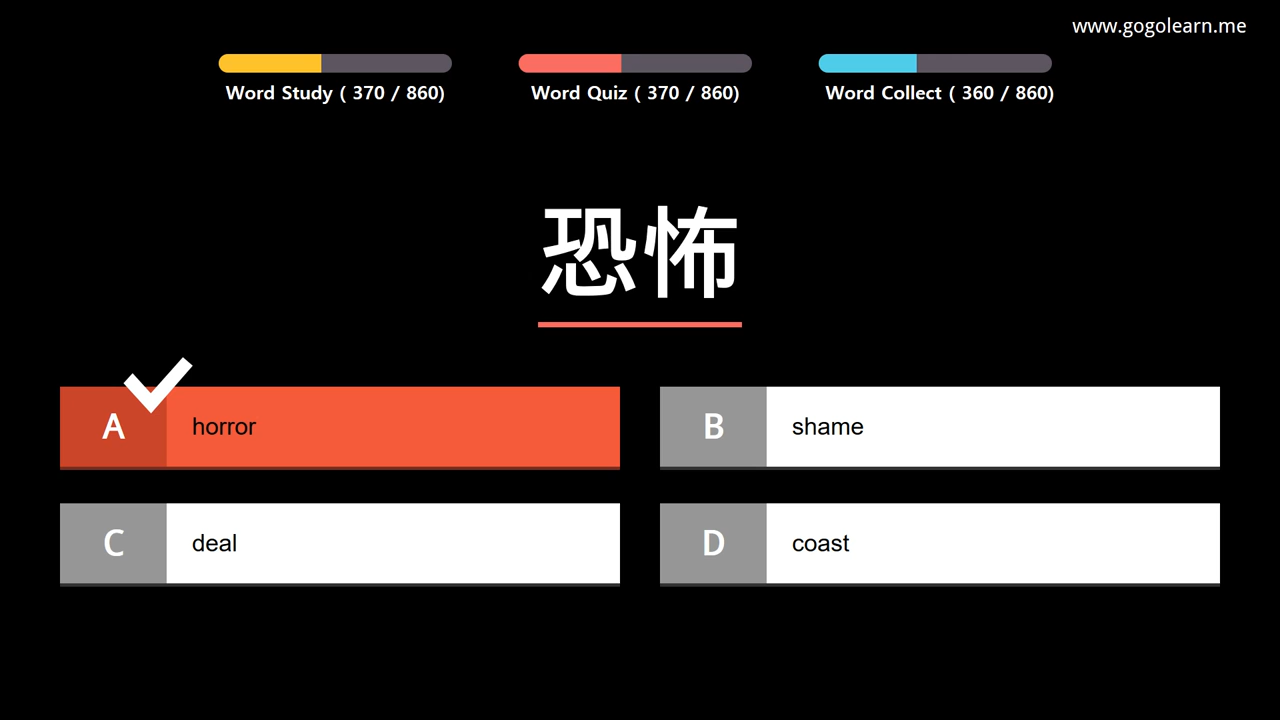 www.gogolearn.me
Word Study ( 370 / 860)
Word Quiz ( 370 / 860)
Word Collect ( 360 / 860)
恐怖
A horror
B shame
C deal
D coast